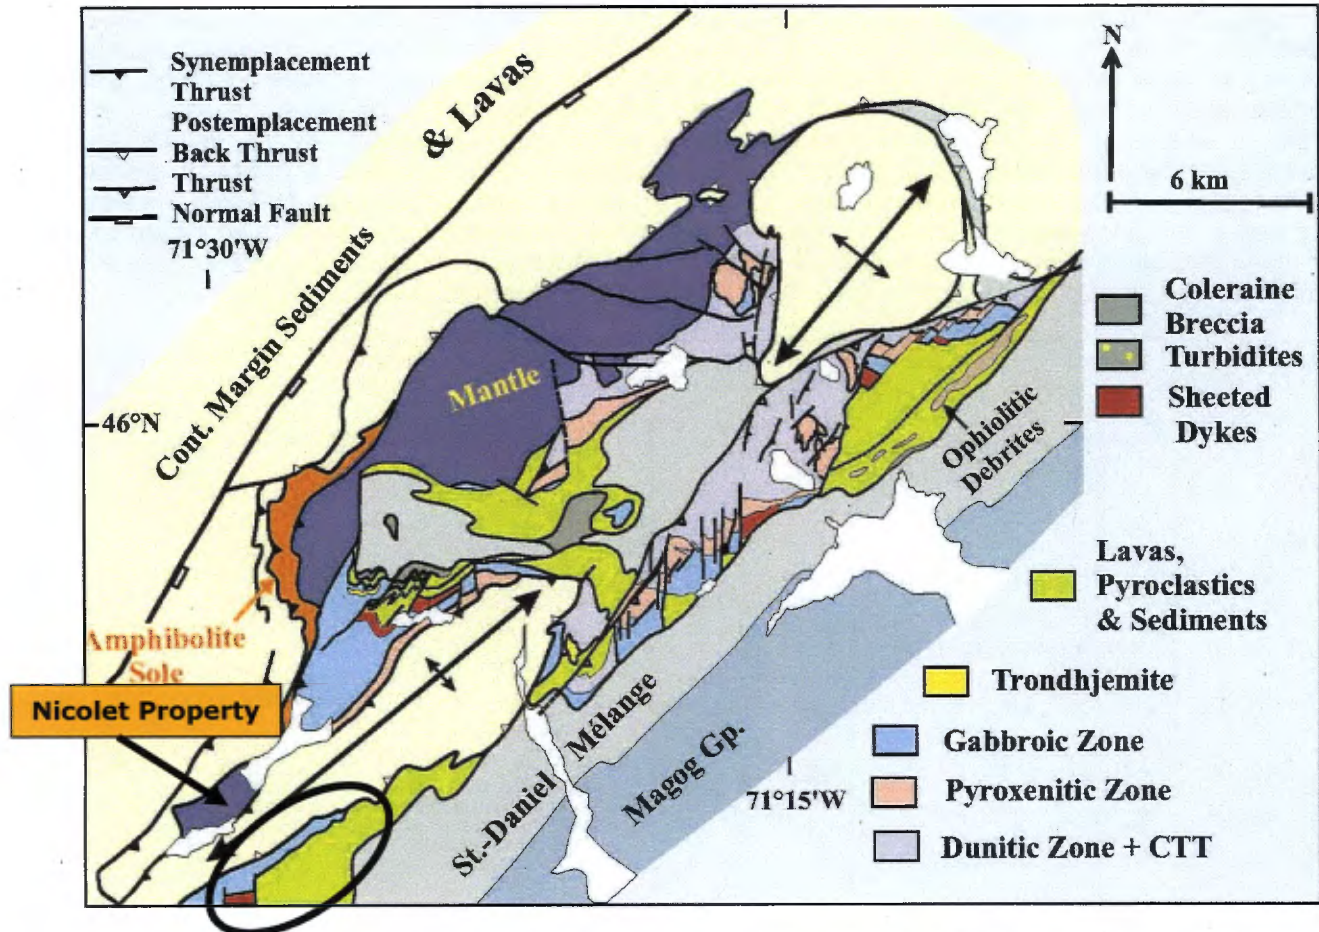 Synemplacement
Thrust
Postemplacement
Back Thrust
Thrust
Normal Fault
71°30'W
& Lavas
Cont. Margin Sediments
N
6 km
Coleraine
Breccia
Turbidites
Sheeted
Dykes
Mantle
46°N
Ophiolitic
Debrites
Lavas,
Pyroclastics
& Sediments
Amphibolite
Sole
Nicolet Property
Trondhjemite
Gabbroic Zone
Pyroxenitic Zone
Dunitic Zone + CTT
St.-Daniel Mélange
Magog Gp.
71°15'W